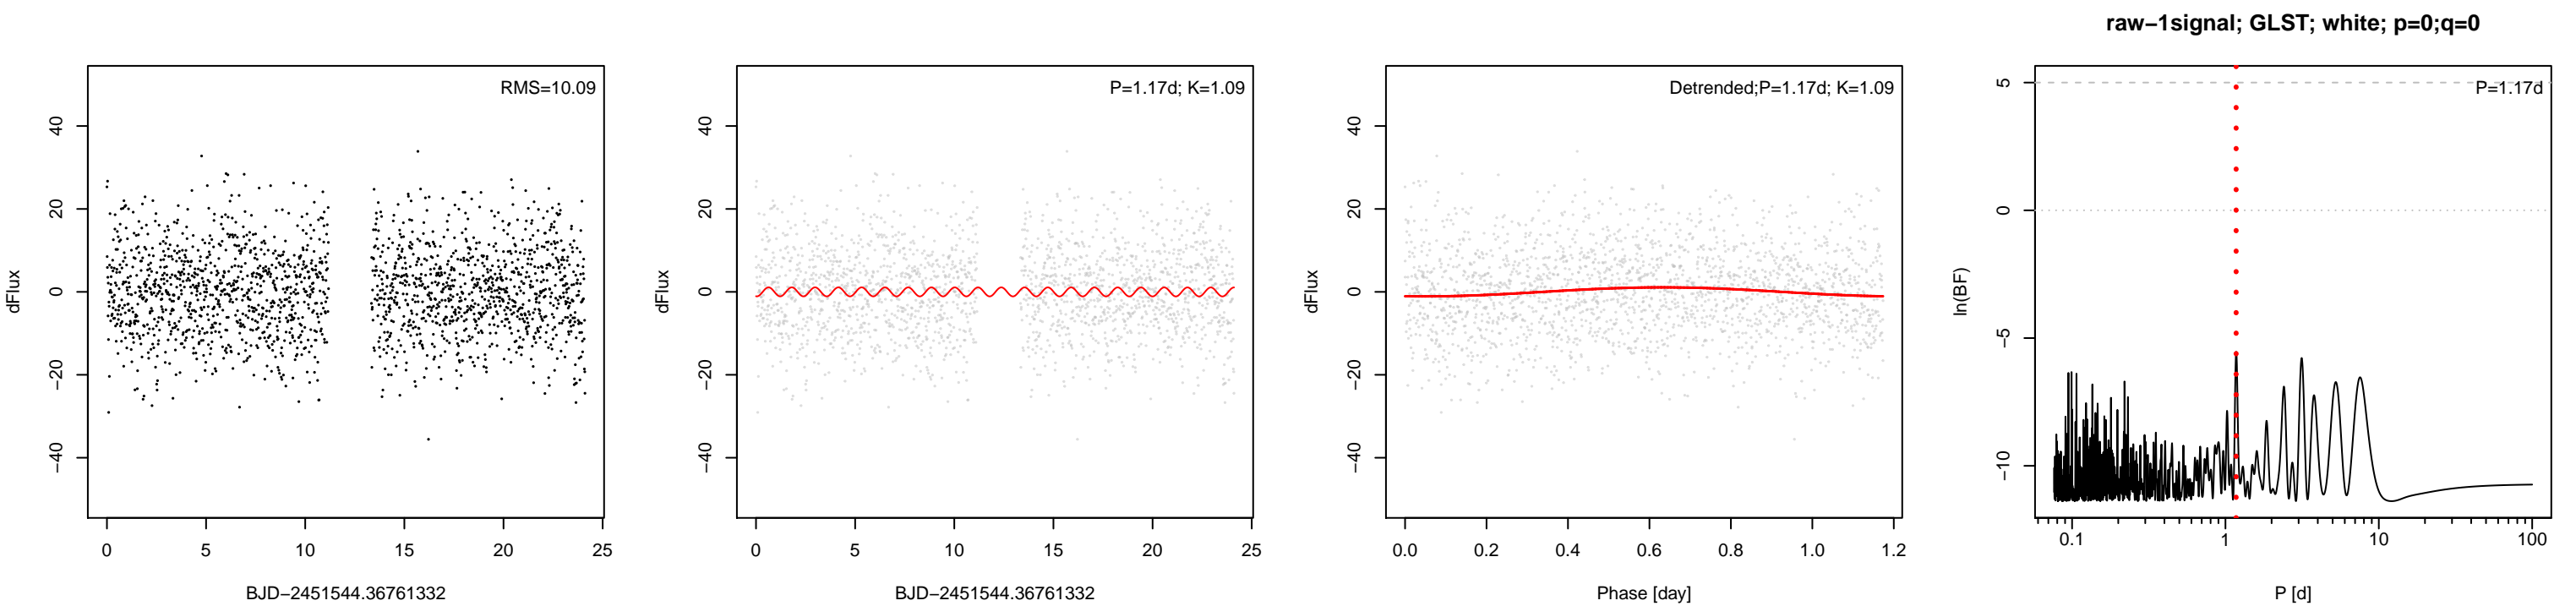 raw−1signal; GLST; white; p=0;q=0
RMS=10.09
dFlux
40
20
0
−20
−40
0 5 10 15 20 25
BJD−2451544.36761332
P=1.17d; K=1.09
dFlux
40
20
0
−20
−40
0 5 10 15 20 25
BJD−2451544.36761332
Detrended;P=1.17d; K=1.09
dFlux
40
20
0
−20
−40
0.0 0.2 0.4 0.6 0.8 1.0 1.2
Phase [day]
P=1.17d
ln(BF)
5
0
−5
−10
0.1 1 10 100
P [d]